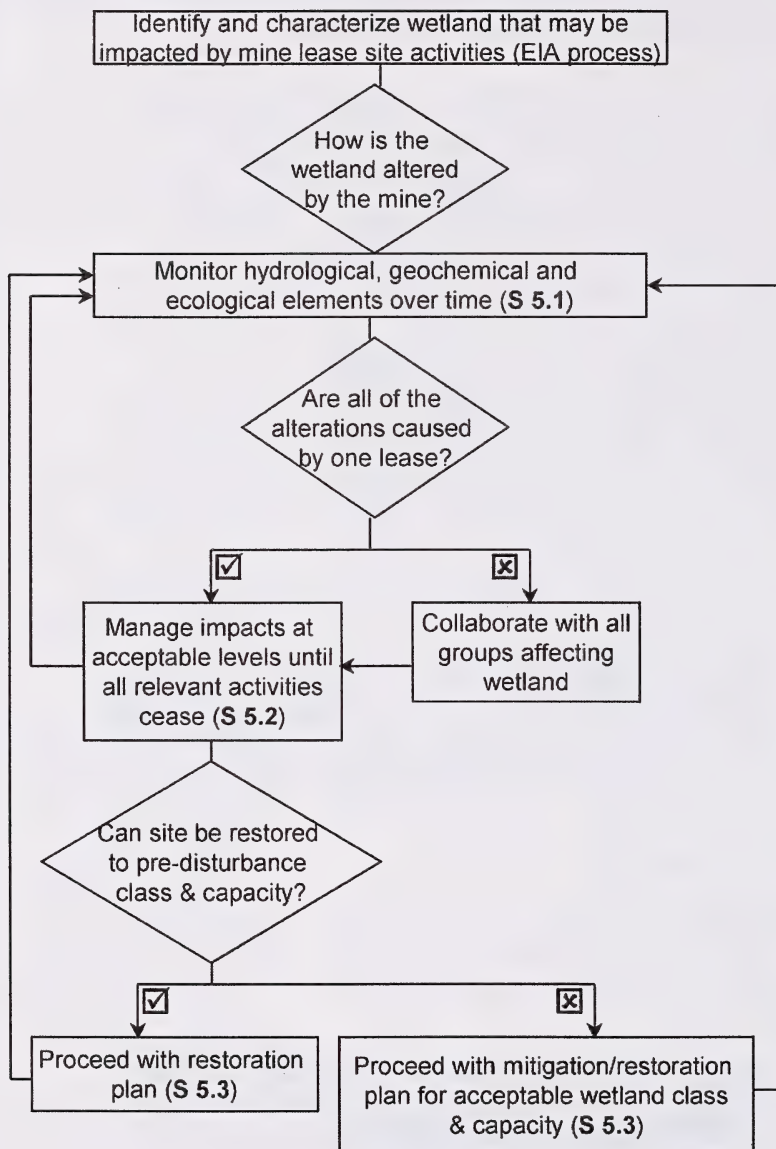 Identify and characterize wetland that may be
impacted by mine lease site activities (EIA process)
How is the
wetland altered
by the mine?
Monitor hydrological, geochemical and
ecological elements over time (S 5.1)
Are all of the
alterations caused
by one lease?
Manage impacts at
acceptable levels until
all relevant activities
cease (S 5.2)
Collaborate with all
groups affecting
wetland
Can site be restored
to pre-disturbance
class & capacity?
Proceed with restoration
plan (S 5.3)
Proceed with mitigation/restoration
plan for acceptable wetland class
& capacity (S 5.3)